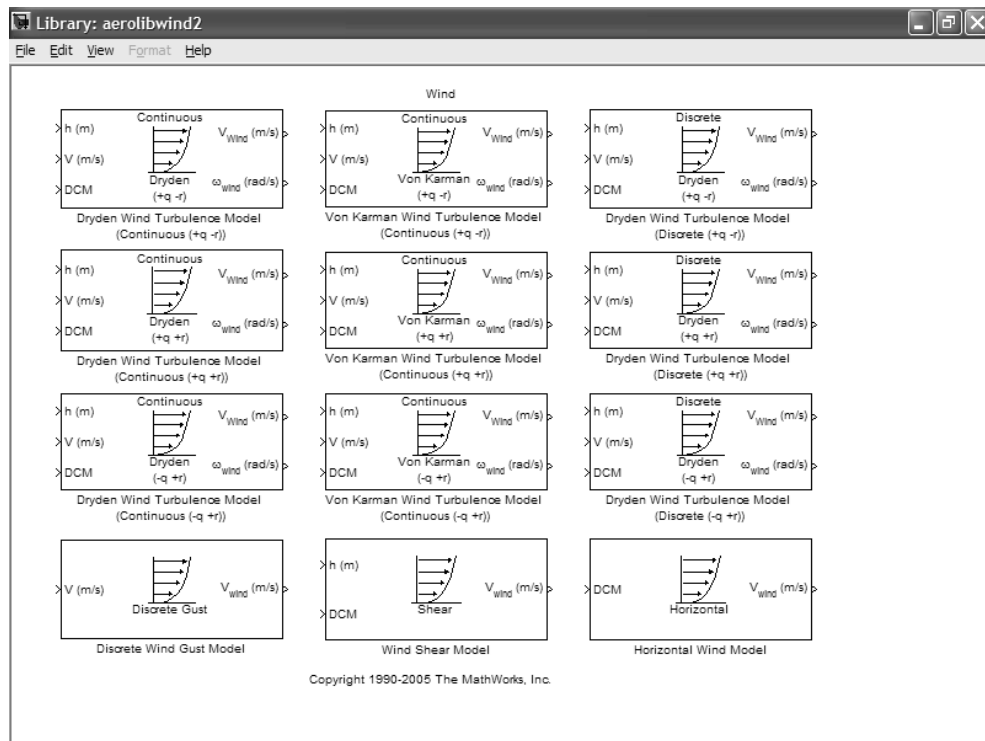 Library: aerolibwind2
File Edit View Format Help
Wind
Continuous
h (m)
V (m/s)
DCM
V_Wind (m/s)
ω_wind (rad/s)
Dryden
(+q -r)
Dryden Wind Turbulence Model
(Continuous (+q -r))
Continuous
h (m)
V (m/s)
DCM
V_Wind (m/s)
ω_wind (rad/s)
Von Karman
(+q -r)
Von Karman Wind Turbulence Model
(Continuous (+q -r))
Discrete
h (m)
V (m/s)
DCM
V_Wind (m/s)
ω_wind (rad/s)
Dryden
(+q -r)
Dryden Wind Turbulence Model
(Discrete (+q -r))
Continuous
h (m)
V (m/s)
DCM
V_Wind (m/s)
ω_wind (rad/s)
Dryden
(+q +r)
Dryden Wind Turbulence Model
(Continuous (+q +r))
Continuous
h (m)
V (m/s)
DCM
V_Wind (m/s)
ω_wind (rad/s)
Von Karman
(+q +r)
Von Karman Wind Turbulence Model
(Continuous (+q +r))
Discrete
h (m)
V (m/s)
DCM
V_Wind (m/s)
ω_wind (rad/s)
Dryden
(+q +r)
Dryden Wind Turbulence Model
(Discrete (+q +r))
Continuous
h (m)
V (m/s)
DCM
V_Wind (m/s)
ω_wind (rad/s)
Dryden
(-q +r)
Dryden Wind Turbulence Model
(Continuous (-q +r))
Continuous
h (m)
V (m/s)
DCM
V_Wind (m/s)
ω_wind (rad/s)
Von Karman
(-q +r)
Von Karman Wind Turbulence Model
(Continuous (-q +r))
Discrete
h (m)
V (m/s)
DCM
V_Wind (m/s)
ω_wind (rad/s)
Dryden
(-q +r)
Dryden Wind Turbulence Model
(Discrete (-q +r))
V (m/s)
V_wind (m/s)
Discrete Gust
Discrete Wind Gust Model
h (m)
DCM
V_wind (m/s)
Shear
Wind Shear Model
DCM
V_wind (m/s)
Horizontal
Horizontal Wind Model
Copyright 1990-2005 The MathWorks, Inc.